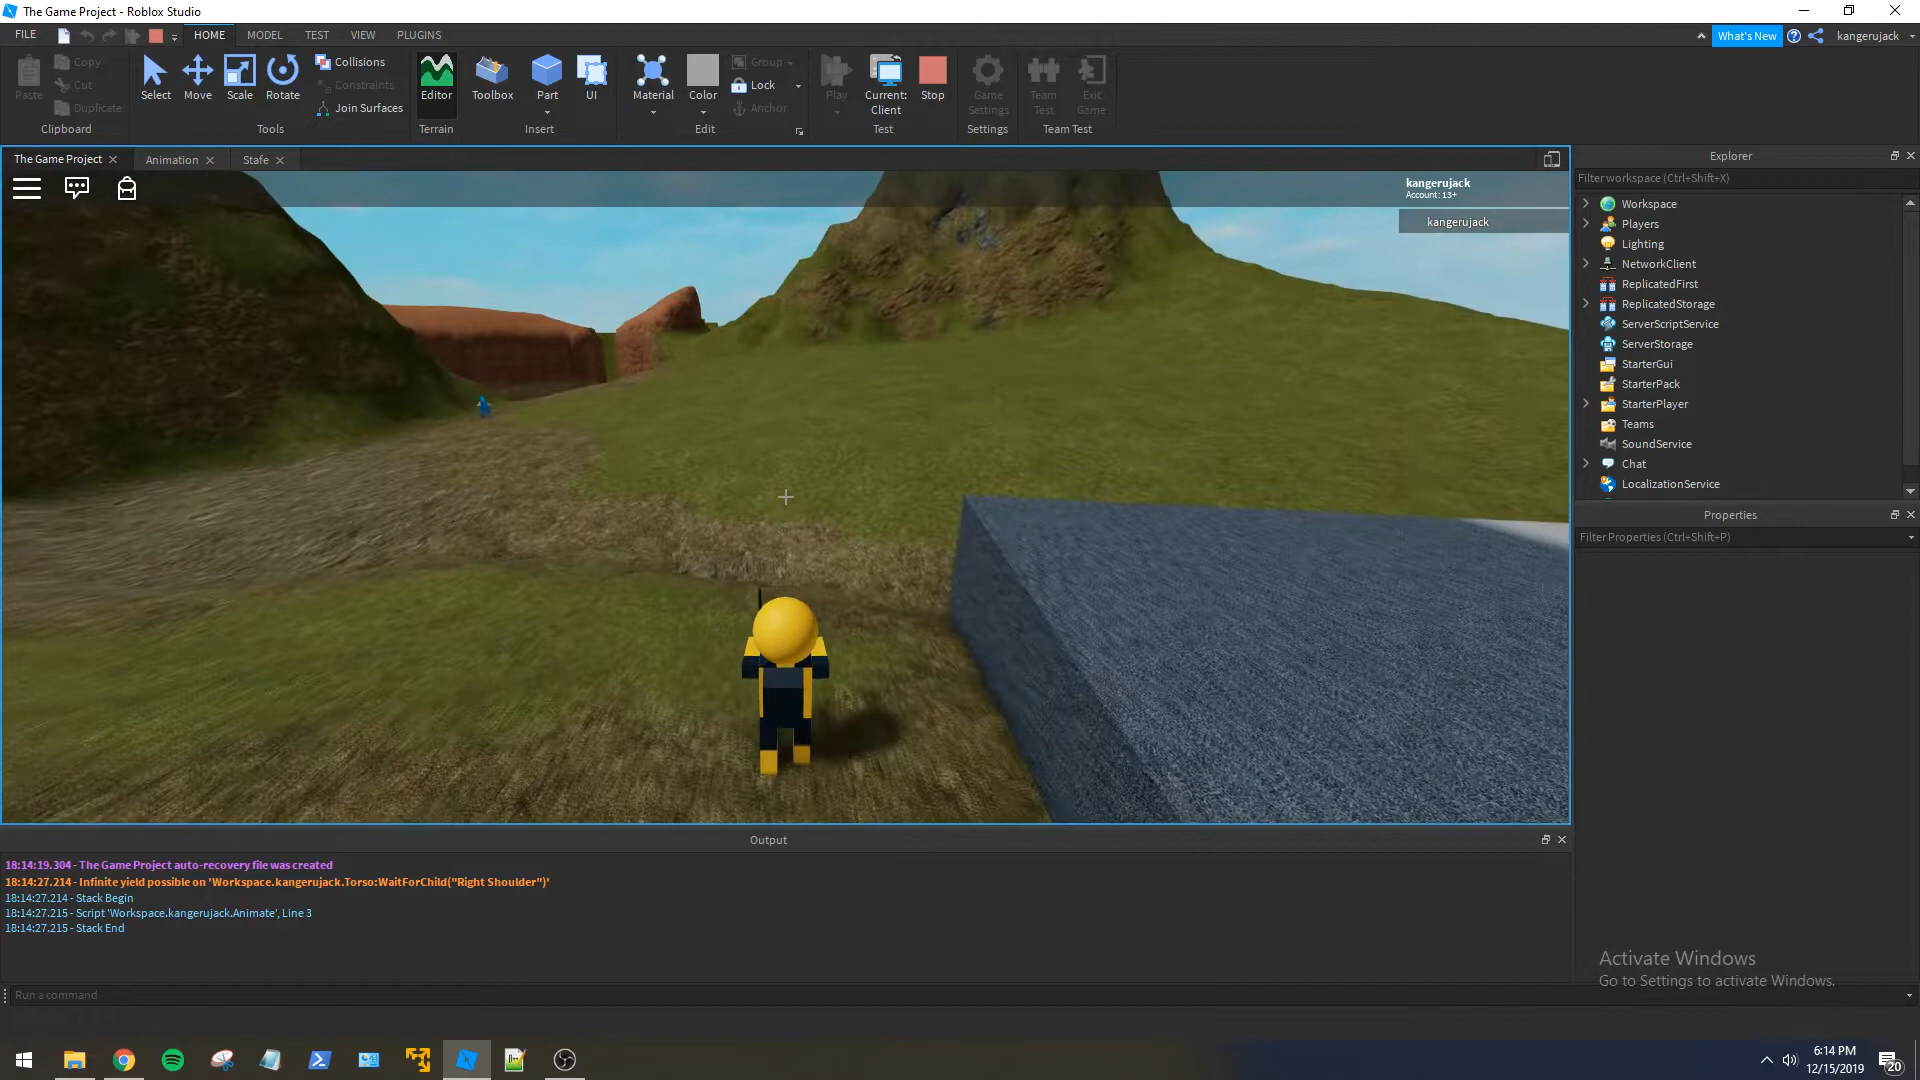 The Game Project - Roblox Studio
FILE HOME MODEL TEST VIEW PLUGINS What's New kangerujack
Paste Copy Cut Duplicate Clipboard
Select Move Scale Rotate Collisions Constraints Join Surfaces Tools
Editor Terrain
Toolbox Part UI Insert
Material Color Group Lock Anchor Edit
Play Current: Client Stop Test
Game Settings Settings
Team Test Exit Game Team Test
The Game Project Animation Stafe
kangerujack
Account: 13+
kangerujack
Explorer
Filter workspace (Ctrl+Shift+X)
Workspace
Players
Lighting
NetworkClient
ReplicatedFirst
ReplicatedStorage
ServerScriptService
ServerStorage
StarterGui
StarterPack
StarterPlayer
Teams
SoundService
Chat
LocalizationService
Properties
Filter Properties (Ctrl+Shift+P)
Output
18:14:19.304 - The Game Project auto-recovery file was created
18:14:27.214 - Infinite yield possible on 'Workspace.kangerujack.Torso:WaitForChild("Right Shoulder")'
18:14:27.214 - Stack Begin
18:14:27.215 - Script 'Workspace.kangerujack.Animate', Line 3
18:14:27.215 - Stack End
Run a command
Activate Windows
Go to Settings to activate Windows.
6:14 PM
12/15/2019
20